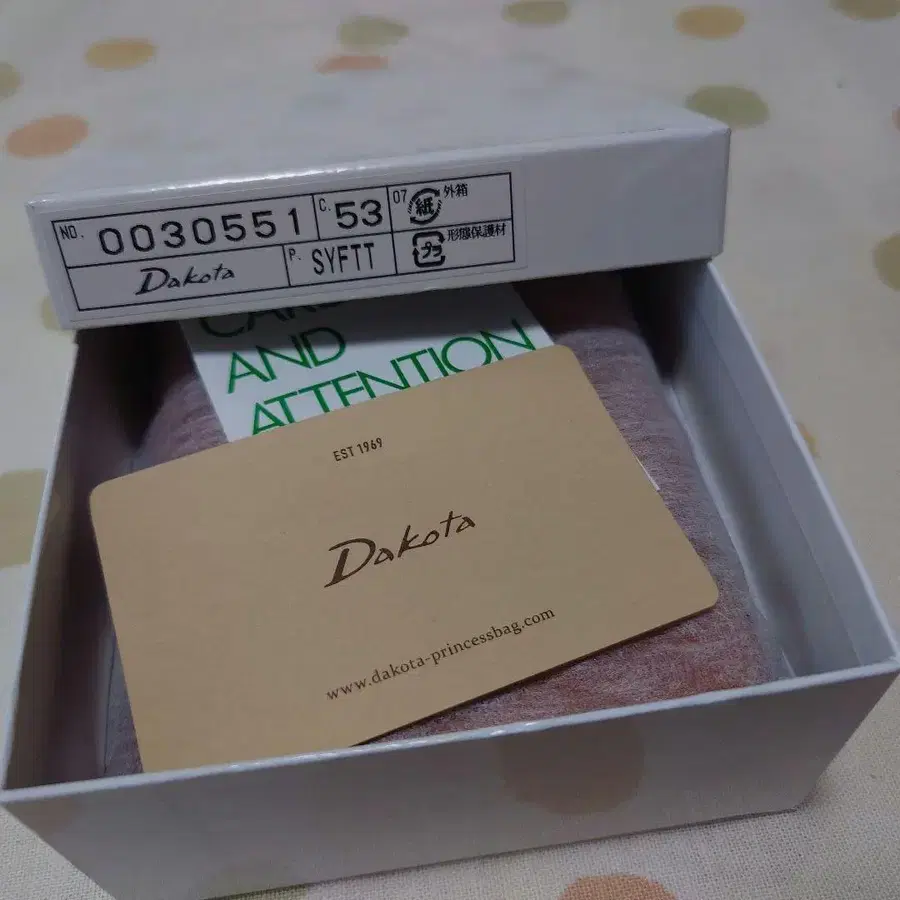 NO. 0030551 C. 53 07 紙 外箱
Dakota P. SYFTT プラ 形態保護材
CARE
AND
ATTENTION
EST 1969
Dakota
www.dakota-princessbag.com